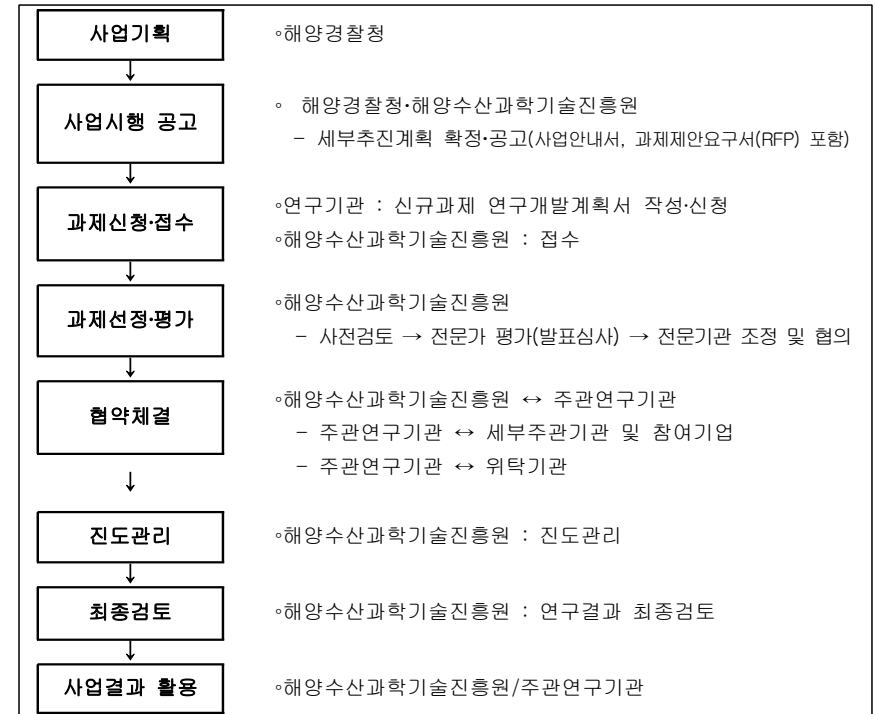 사업기획
◦해양경찰청
↓
사업시행 공고
◦ 해양경찰청·해양수산과학기술진흥원
- 세부추진계획 확정·공고(사업안내서, 과제제안요구서(RFP) 포함)
↓
과제신청·접수
◦연구기관 : 신규과제 연구개발계획서 작성·신청
◦해양수산과학기술진흥원 : 접수
↓
과제선정·평가
◦해양수산과학기술진흥원
- 사전검토 → 전문가 평가(발표심사) → 전문기관 조정 및 협의
↓
협약체결
◦해양수산과학기술진흥원 ↔ 주관연구기관
- 주관연구기관 ↔ 세부주관기관 및 참여기업
- 주관연구기관 ↔ 위탁기관
↓
진도관리
◦해양수산과학기술진흥원 : 진도관리
↓
최종검토
◦해양수산과학기술진흥원 : 연구결과 최종검토
↓
사업결과 활용
◦해양수산과학기술진흥원/주관연구기관